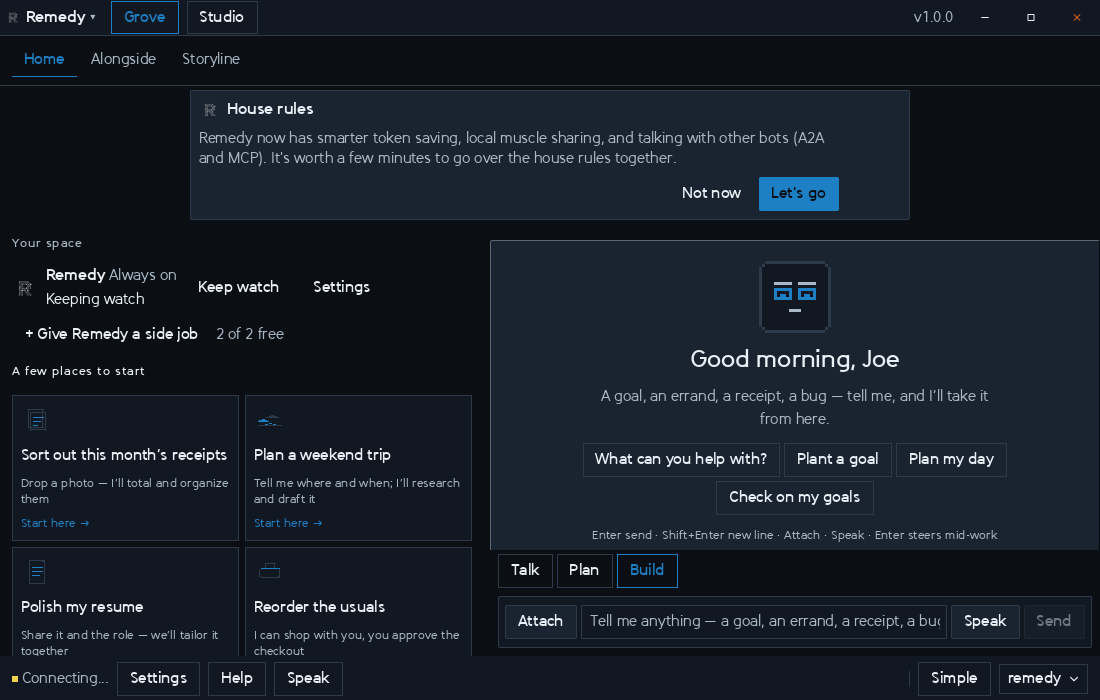 Remedy
Grove
Studio
v1.0.0
Home
Alongside
Storyline
House rules
Remedy now has smarter token saving, local muscle sharing, and talking with other bots (A2A
and MCP). It's worth a few minutes to go over the house rules together.
Not now
Let's go
Your space
Remedy Always on
Keeping watch
Keep watch
Settings
+ Give Remedy a side job
2 of 2 free
A few places to start
Sort out this month's receipts
Drop a photo — I'll total and organize
them
Start here →
Plan a weekend trip
Tell me where and when; I'll research
and draft it
Start here →
Polish my resume
Share it and the role — we'll tailor it
together
Reorder the usuals
I can shop with you, you approve the
checkout
Good morning, Joe
A goal, an errand, a receipt, a bug — tell me, and I'll take it
from here.
What can you help with?
Plant a goal
Plan my day
Check on my goals
Enter send · Shift+Enter new line · Attach · Speak · Enter steers mid-work
Talk
Plan
Build
Attach
Tell me anything — a goal, an errand, a receipt, a bug
Speak
Send
Connecting...
Settings
Help
Speak
Simple
remedy